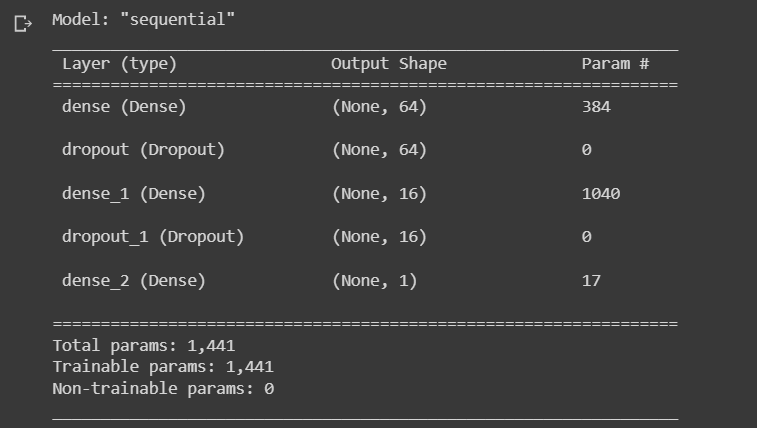 Model: "sequential"
Layer (type) Output Shape Param #
dense (Dense) (None, 64) 384
dropout (Dropout) (None, 64) 0
dense_1 (Dense) (None, 16) 1040
dropout_1 (Dropout) (None, 16) 0
dense_2 (Dense) (None, 1) 17
Total params: 1,441
Trainable params: 1,441
Non-trainable params: 0